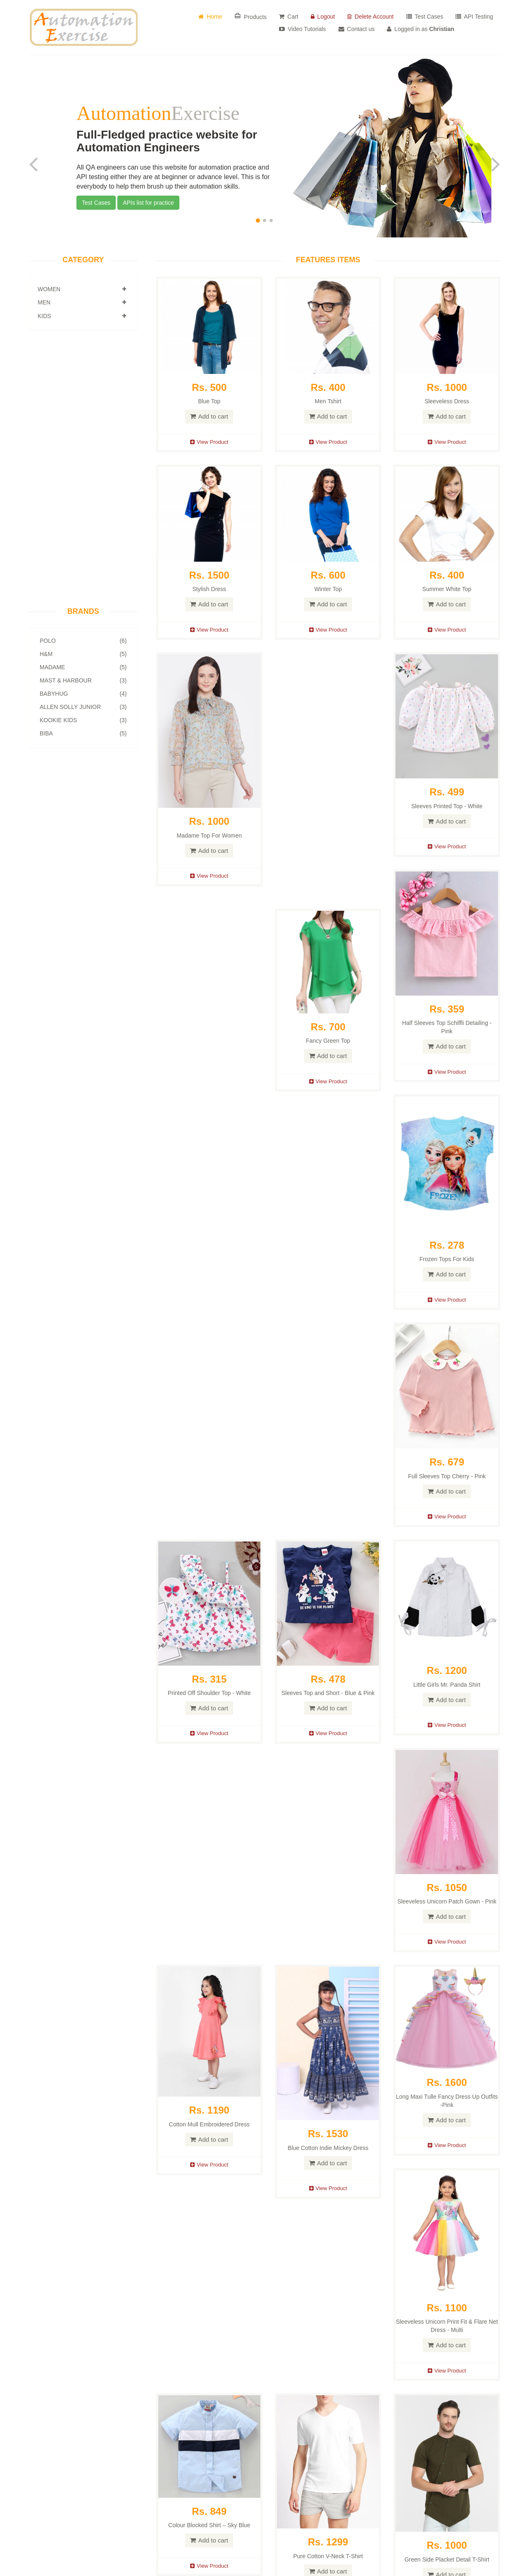 Automation
Exercise
Home
Products
Cart
Logout
Delete Account
Test Cases
API Testing
Video Tutorials
Contact us
Logged in as Christian
AutomationExercise
Full-Fledged practice website for
Automation Engineers
All QA engineers can use this website for automation practice and
API testing either they are at beginner or advance level. This is for
everybody to help them brush up their automation skills.
Test Cases
APIs list for practice
CATEGORY
WOMEN
MEN
KIDS
BRANDS
POLO (6)
H&M (5)
MADAME (5)
MAST & HARBOUR (3)
BABYHUG (4)
ALLEN SOLLY JUNIOR (3)
KOOKIE KIDS (3)
BIBA (5)
FEATURES ITEMS
Rs. 500
Blue Top
Add to cart
View Product
Rs. 400
Men Tshirt
Add to cart
View Product
Rs. 1000
Sleeveless Dress
Add to cart
View Product
Rs. 1500
Stylish Dress
Add to cart
View Product
Rs. 600
Winter Top
Add to cart
View Product
Rs. 400
Summer White Top
Add to cart
View Product
Rs. 1000
Madame Top For Women
Add to cart
View Product
Rs. 700
Fancy Green Top
Add to cart
View Product
Rs. 499
Sleeves Printed Top - White
Add to cart
View Product
Rs. 359
Half Sleeves Top Schiffli Detailing -
Pink
Add to cart
View Product
FROZEN
Rs. 278
Frozen Tops For Kids
Add to cart
View Product
Rs. 679
Full Sleeves Top Cherry - Pink
Add to cart
View Product
Rs. 315
Printed Off Shoulder Top - White
Add to cart
View Product
BE KIND TO THE PLANET
Rs. 478
Sleeves Top and Short - Blue & Pink
Add to cart
View Product
Rs. 1200
Little Girls Mr. Panda Shirt
Add to cart
View Product
Rs. 1050
Sleeveless Unicorn Patch Gown - Pink
Add to cart
View Product
Rs. 1190
Cotton Mull Embroidered Dress
Add to cart
View Product
Rs. 1530
Blue Cotton Indie Mickey Dress
Add to cart
View Product
Rs. 1600
Long Maxi Tulle Fancy Dress Up Outfits
-Pink
Add to cart
View Product
Rs. 1100
Sleeveless Unicorn Print Fit & Flare Net
Dress - Multi
Add to cart
View Product
Rs. 849
Colour Blocked Shirt – Sky Blue
Add to cart
View Product
Rs. 1299
Pure Cotton V-Neck T-Shirt
Add to cart
Rs. 1000
Green Side Placket Detail T-Shirt
Add to cart